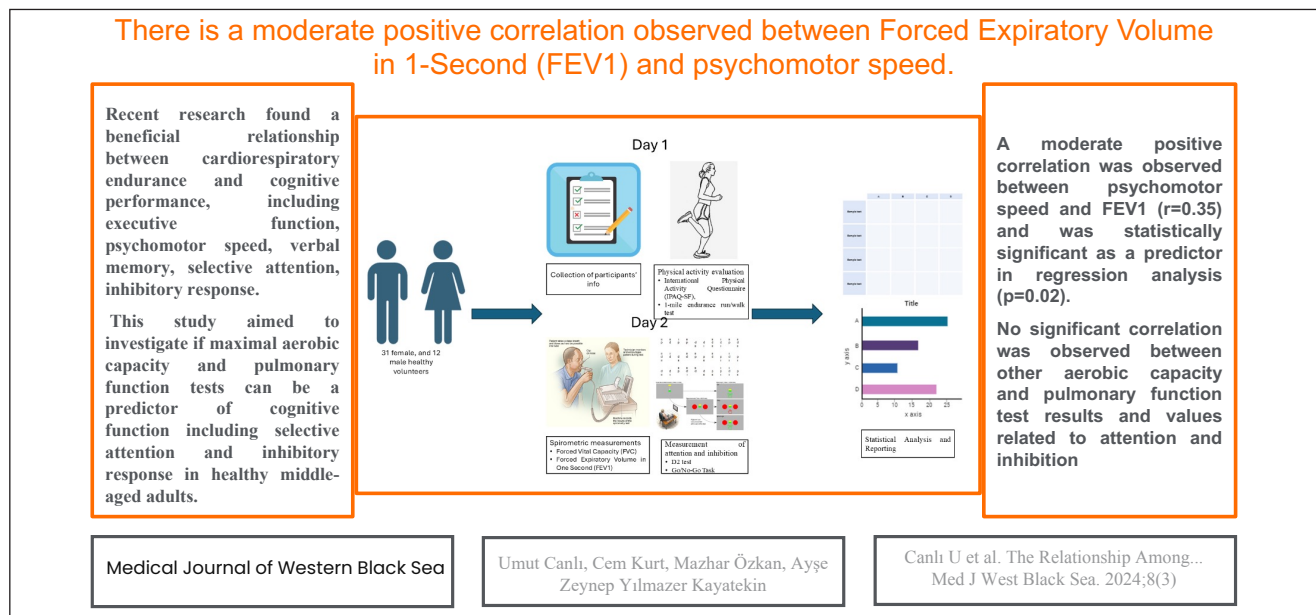 There is a moderate positive correlation observed between Forced Expiratory Volume
in 1-Second (FEV1) and psychomotor speed.
Recent research found a
beneficial relationship
between cardiorespiratory
endurance and cognitive
performance, including
executive function,
psychomotor speed, verbal
memory, selective attention,
inhibitory response.
This study aimed to
investigate if maximal aerobic
capacity and pulmonary
function tests can be a
predictor of cognitive
function including selective
attention and inhibitory
response in healthy middle-
aged adults.
31 female, and 12
male healthy
volunteers
Day 1
Collection of participants'
info
Physical activity evaluation
• International Physical
Activity Questionnaire
(IPAQ-SF),
• 1-mile endurance run/walk
test
Day 2
Spirometric measurements
• Forced Vital Capacity (FVC)
• Forced Expiratory Volume in
One Second (FEV1)
Measurement of
attention and inhibition
• D2 test
• Go/No-Go Task
Title
y axis
A
B
C
D
0 5 10 15 20 25
x axis
Statistical Analysis and
Reporting
A moderate positive
correlation was observed
between psychomotor
speed and FEV1 (r=0.35)
and was statistically
significant as a predictor
in regression analysis
(p=0.02).
No significant correlation
was observed between
other aerobic capacity
and pulmonary function
test results and values
related to attention and
inhibition
Medical Journal of Western Black Sea
Umut Canlı, Cem Kurt, Mazhar Özkan, Ayşe
Zeynep Yılmazer Kayatekin
Canlı U et al. The Relationship Among...
Med J West Black Sea. 2024;8(3)